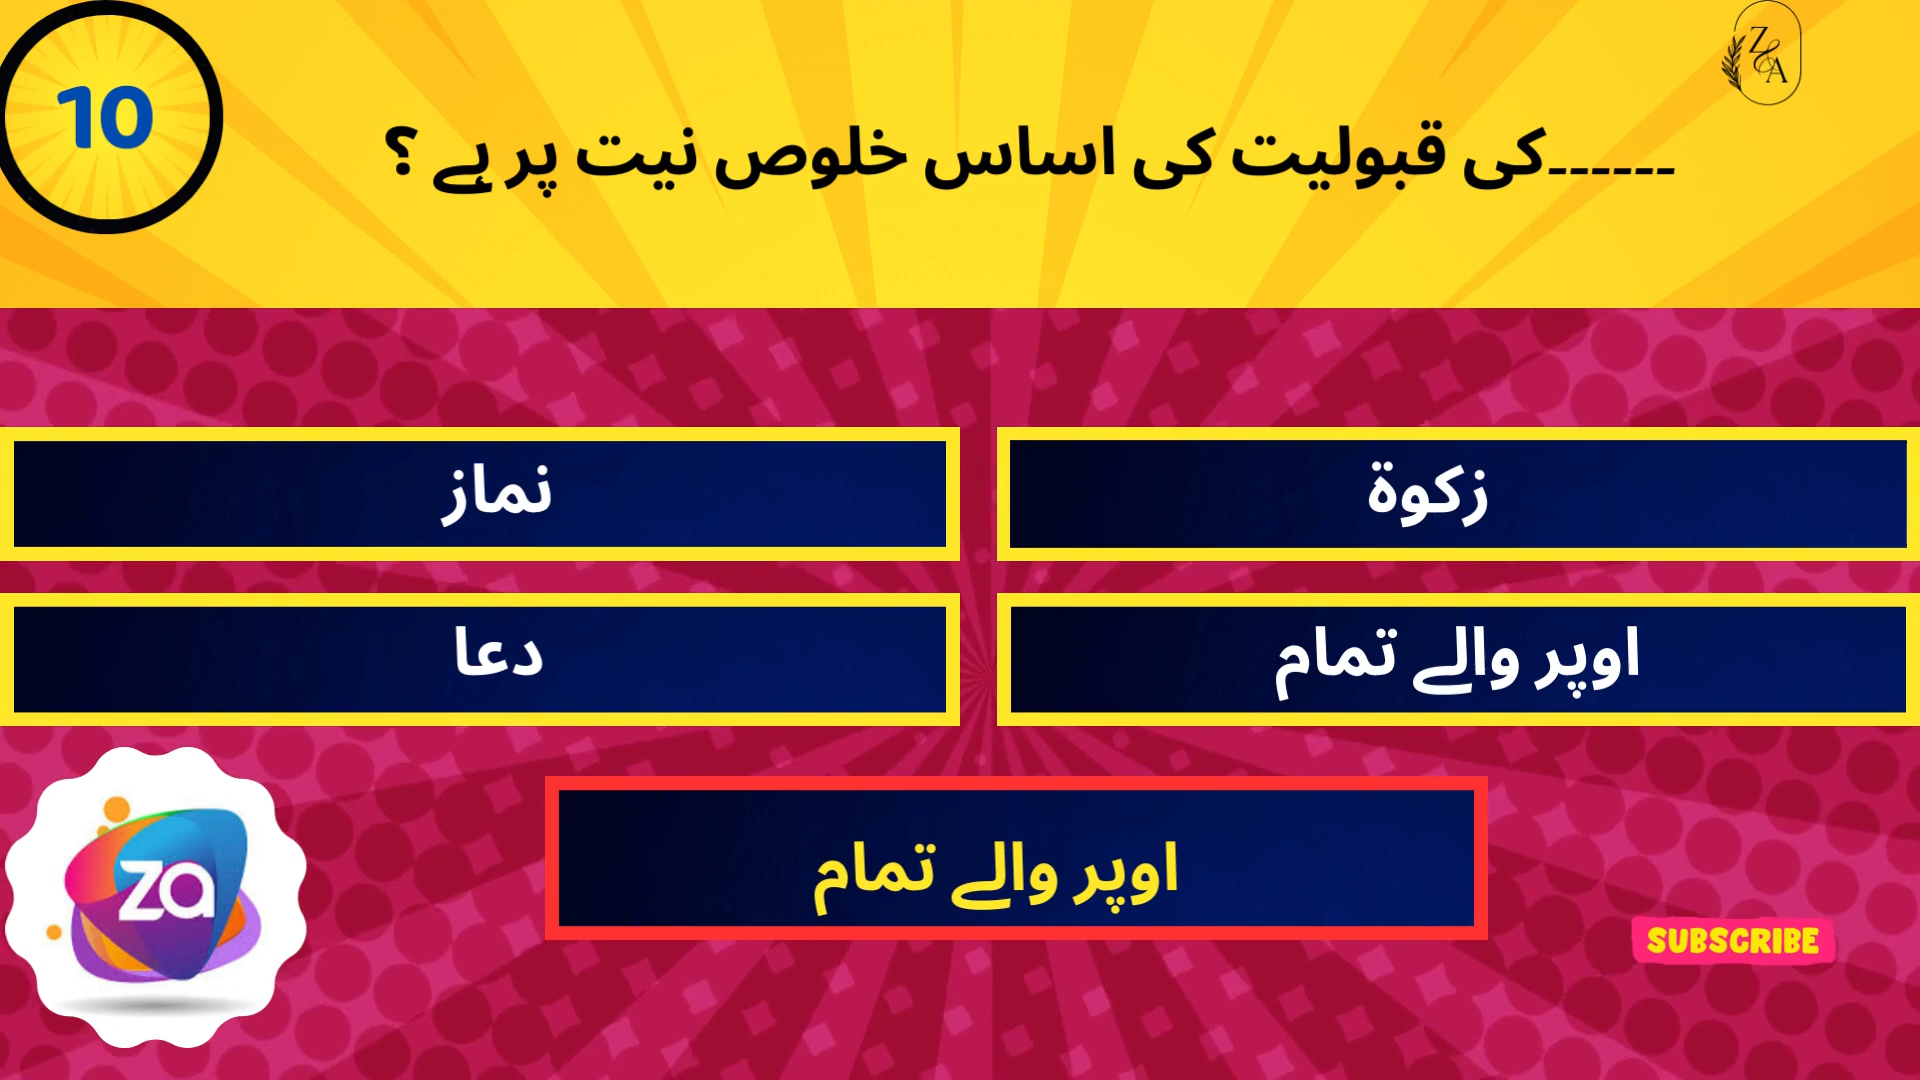 10
Z&A
------کی قبولیت کی اساس خلوص نیت پر ہے ؟
زکوۃ
نماز
اوپر والے تمام
دعا
اوپر والے تمام
za
SUBSCRIBE